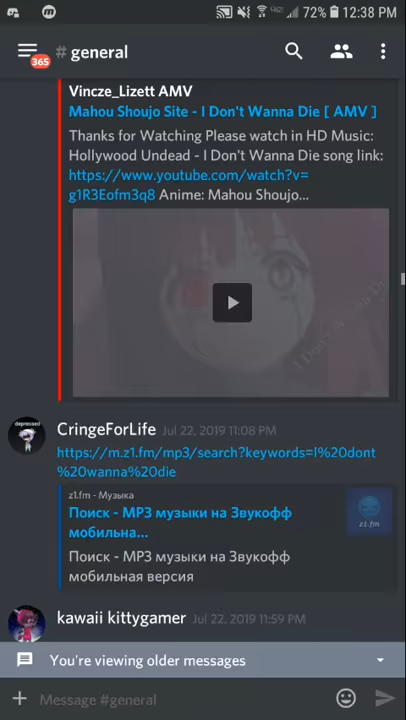 72% 12:38 PM
# general
365
Vincze_Lizett AMV
Mahou Shoujo Site - I Don't Wanna Die [ AMV ]
Thanks for Watching Please watch in HD Music:
Hollywood Undead - I Don't Wanna Die song link:
https://www.youtube.com/watch?v=
g1R3Eofm3q8 Anime: Mahou Shoujo...
I Don't Wanna Di
depressed
CringeForLife Jul 22, 2019 11:08 PM
https://m.z1.fm/mp3/search?keywords=I%20dont
%20wanna%20die
z1.fm - Музыка
Поиск - MP3 музыки на Звукофф
мобильна...
z1.fm
Поиск - MP3 музыки на Звукофф
мобильная версия
kawaii kittygamer Jul 22, 2019 11:59 PM
You're viewing older messages
Message #general